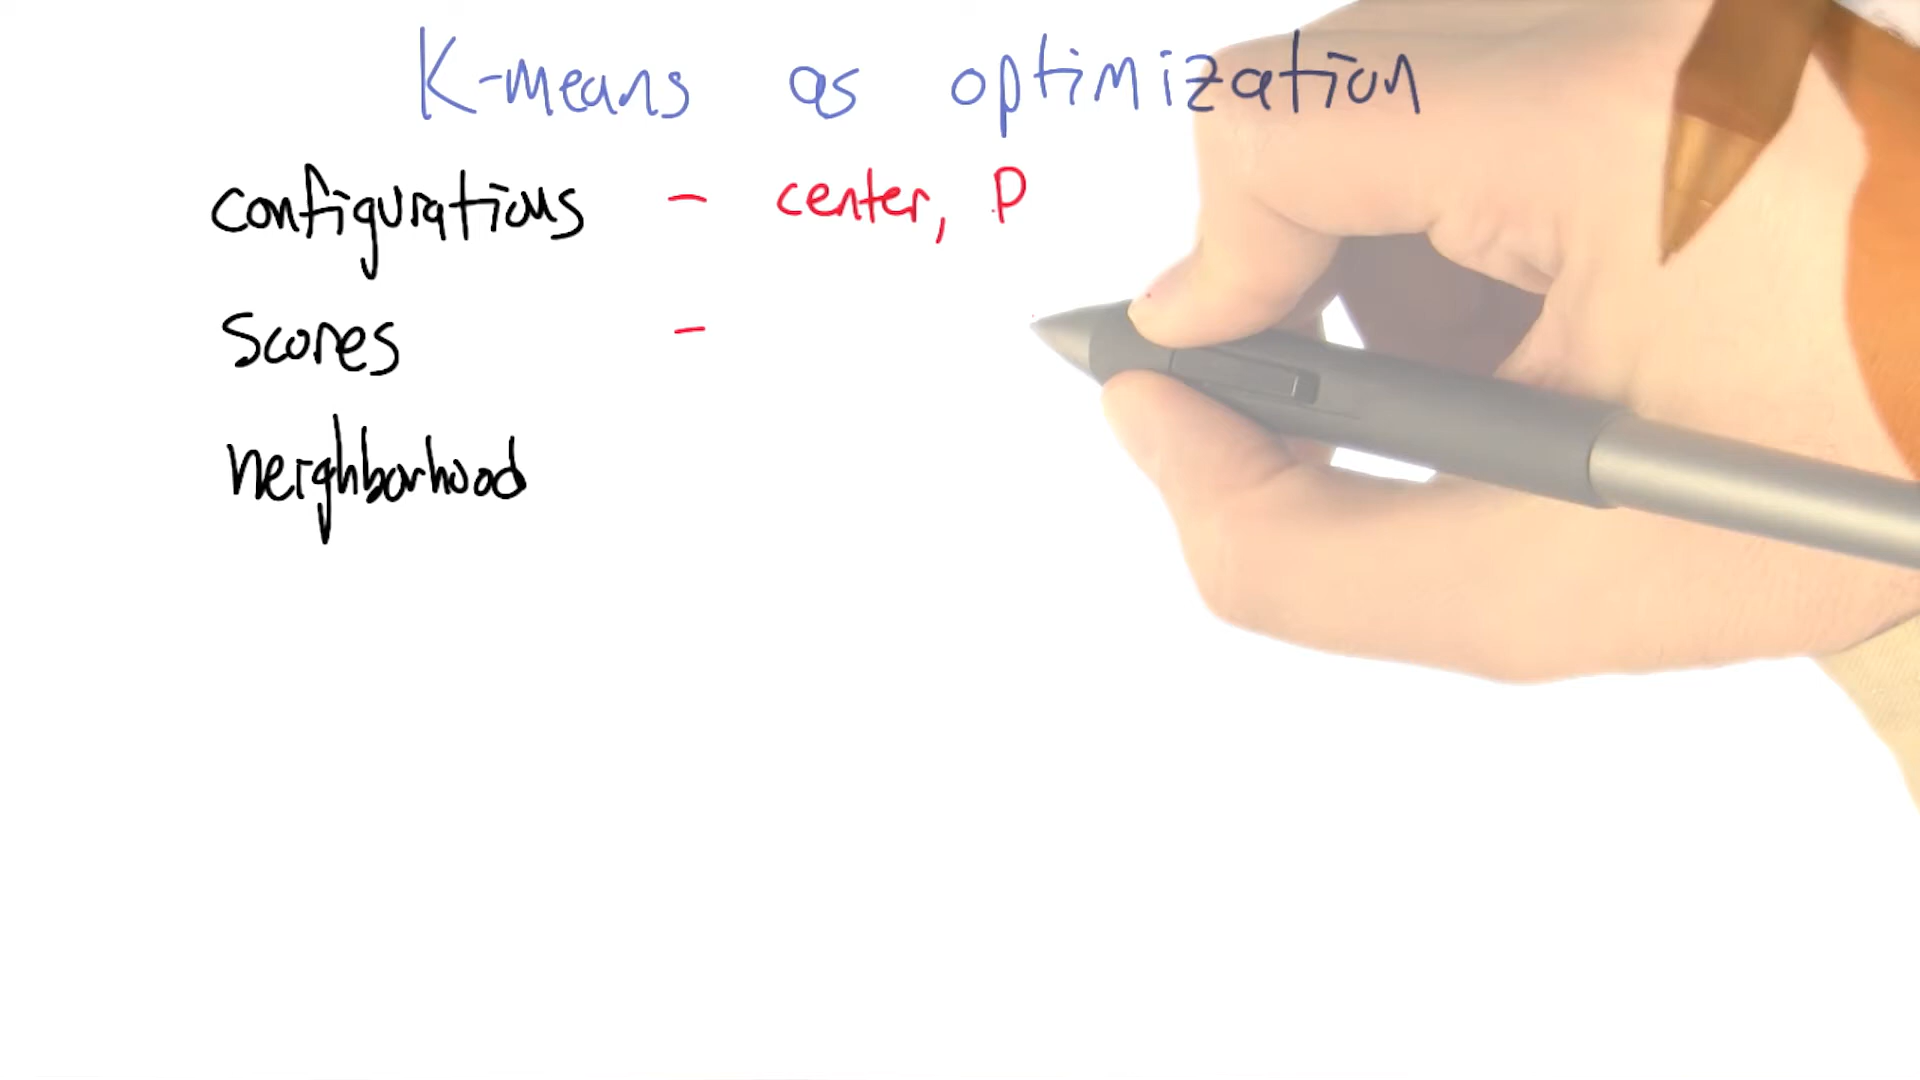 K-means as optimization
configurations - center, P
scores -
neighborhood